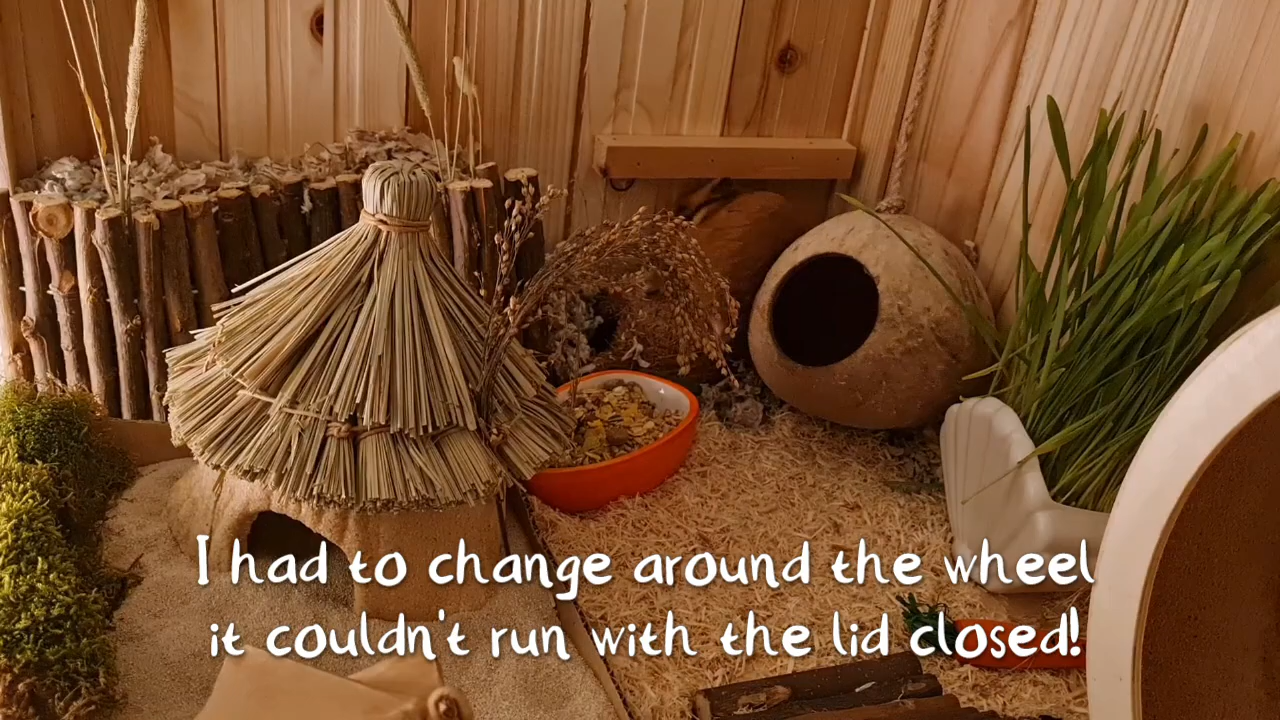 I had to change around the wheel
it couldn't run with the lid closed!